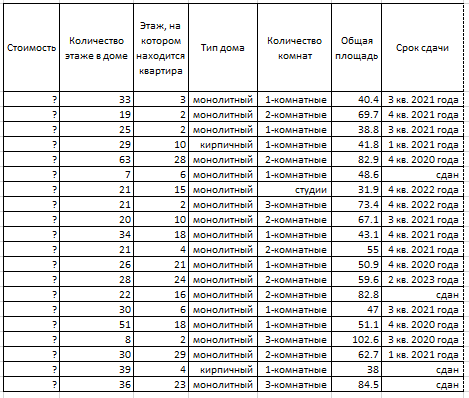 Стоимость Количество этаже в доме Этаж, на котором находится квартира Тип дома Количество комнат Общая площадь Срок сдачи
? 33 3 монолитный 1-комнатные 40.4 3 кв. 2021 года
? 19 2 монолитный 2-комнатные 69.7 4 кв. 2021 года
? 25 2 монолитный 1-комнатные 38.8 3 кв. 2021 года
? 29 10 кирпичный 1-комнатные 41.8 1 кв. 2021 года
? 63 28 монолитный 2-комнатные 82.9 4 кв. 2020 года
? 7 6 монолитный 1-комнатные 48.6 сдан
? 21 15 монолитный студии 31.9 4 кв. 2022 года
? 21 2 монолитный 3-комнатные 73.4 4 кв. 2022 года
? 20 10 монолитный 2-комнатные 67.1 3 кв. 2021 года
? 34 18 монолитный 1-комнатные 43.1 4 кв. 2021 года
? 21 4 монолитный 2-комнатные 55 4 кв. 2021 года
? 26 21 монолитный 1-комнатные 50.9 4 кв. 2020 года
? 28 24 монолитный 2-комнатные 59.6 2 кв. 2023 года
? 22 16 монолитный 2-комнатные 82.8 сдан
? 30 6 монолитный 1-комнатные 47 3 кв. 2021 года
? 51 18 монолитный 1-комнатные 51.1 4 кв. 2020 года
? 8 2 монолитный 3-комнатные 102.6 3 кв. 2020 года
? 30 29 монолитный 2-комнатные 62.7 1 кв. 2021 года
? 39 4 кирпичный 1-комнатные 38 сдан
? 36 23 монолитный 3-комнатные 84.5 сдан